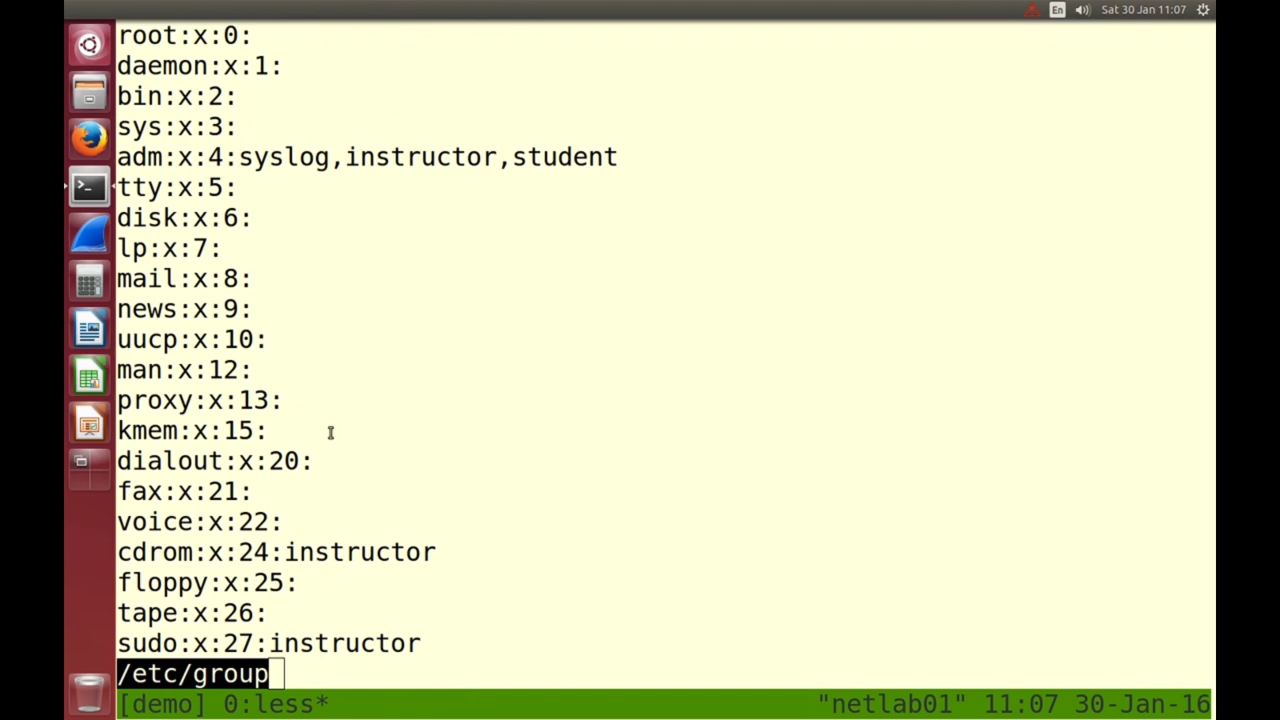 En Sat 30 Jan 11:07
root:x:0:
daemon:x:1:
bin:x:2:
sys:x:3:
adm:x:4:syslog,instructor,student
tty:x:5:
disk:x:6:
lp:x:7:
mail:x:8:
news:x:9:
uucp:x:10:
man:x:12:
proxy:x:13:
kmem:x:15:
dialout:x:20:
fax:x:21:
voice:x:22:
cdrom:x:24:instructor
floppy:x:25:
tape:x:26:
sudo:x:27:instructor
/etc/group
[demo] 0:less* "netlab01" 11:07 30-Jan-16